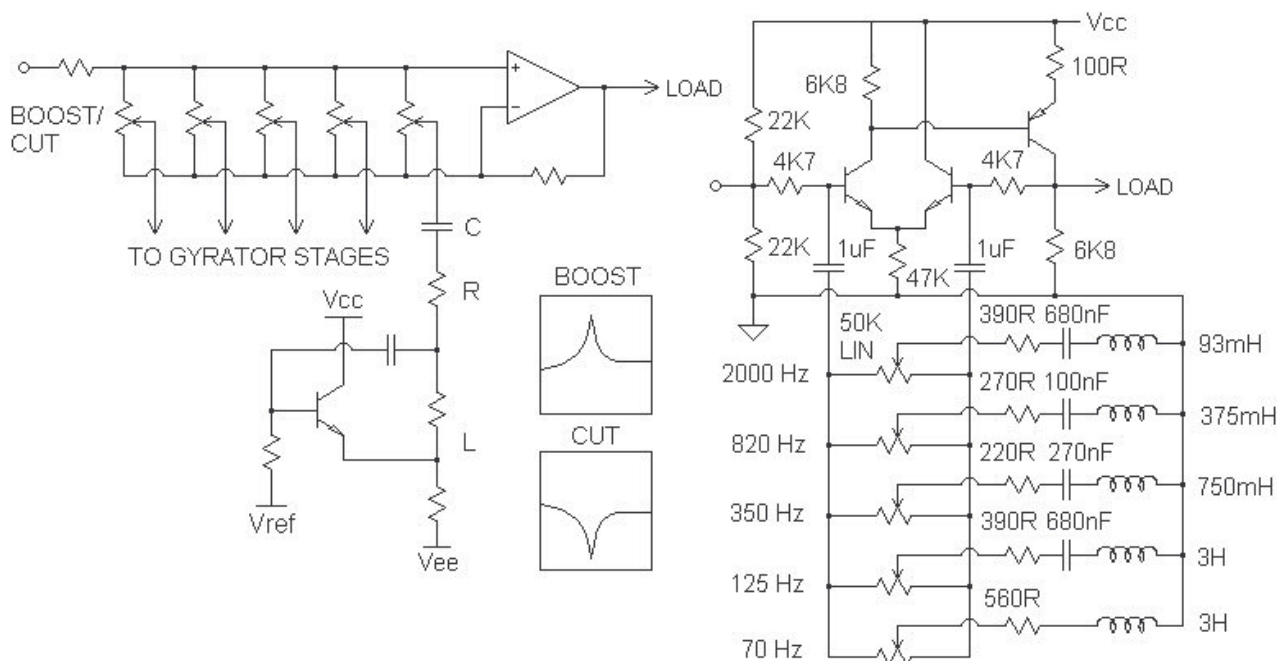 BOOST/
CUT
LOAD
TO GYRATOR STAGES
C
R
L
Vcc
Vref
Vee
BOOST
CUT
Vcc
100R
6K8
22K
4K7
4K7
LOAD
22K
1uF
47K
1uF
6K8
50K
LIN
390R 680nF
93mH
2000 Hz
270R 100nF
375mH
820 Hz
220R 270nF
750mH
350 Hz
390R 680nF
3H
125 Hz
560R
3H
70 Hz
+
−